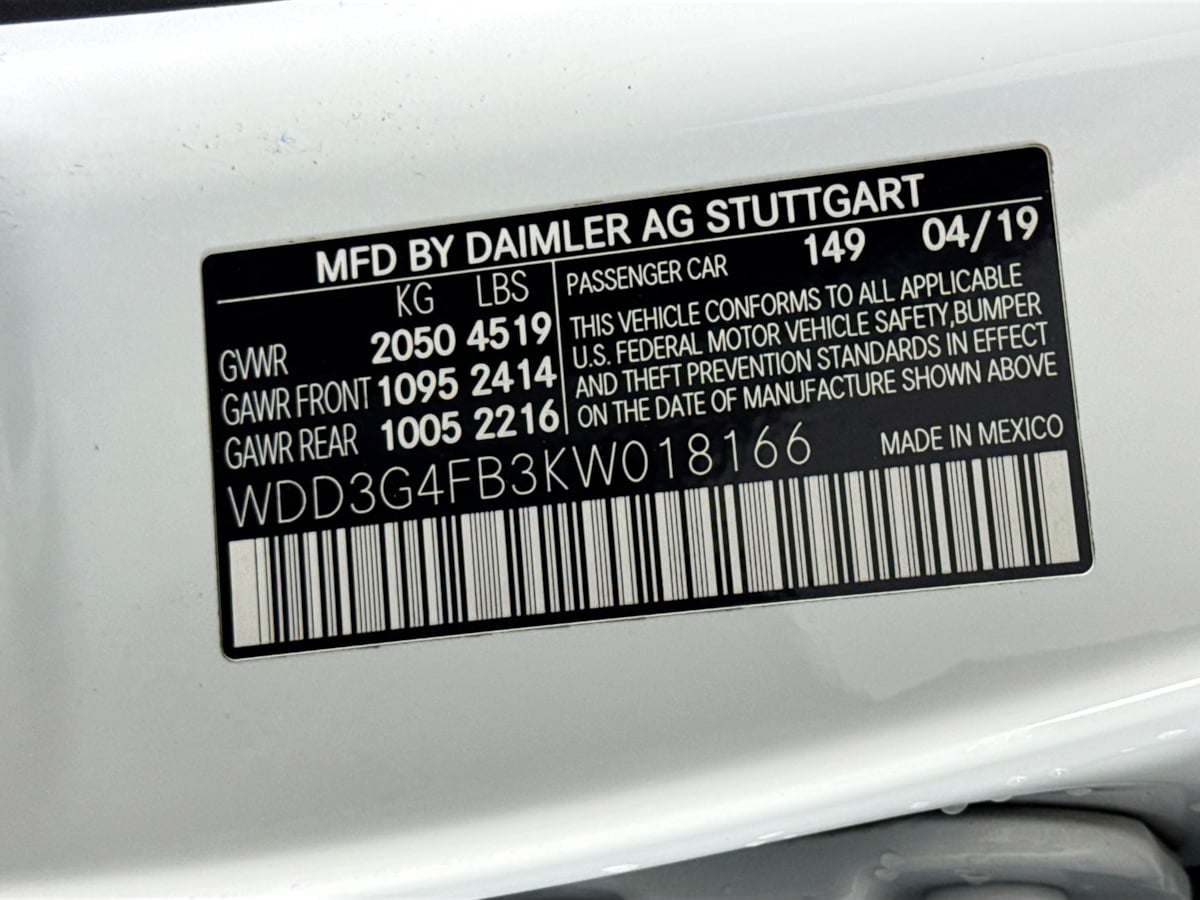 MFD BY DAIMLER AG STUTTGART
KG LBS
GVWR 2050 4519
GAWR FRONT 1095 2414
GAWR REAR 1005 2216
PASSENGER CAR 149 04/19
THIS VEHICLE CONFORMS TO ALL APPLICABLE
U.S. FEDERAL MOTOR VEHICLE SAFETY,BUMPER
AND THEFT PREVENTION STANDARDS IN EFFECT
ON THE DATE OF MANUFACTURE SHOWN ABOVE
WDD3G4FB3KW018166 MADE IN MEXICO